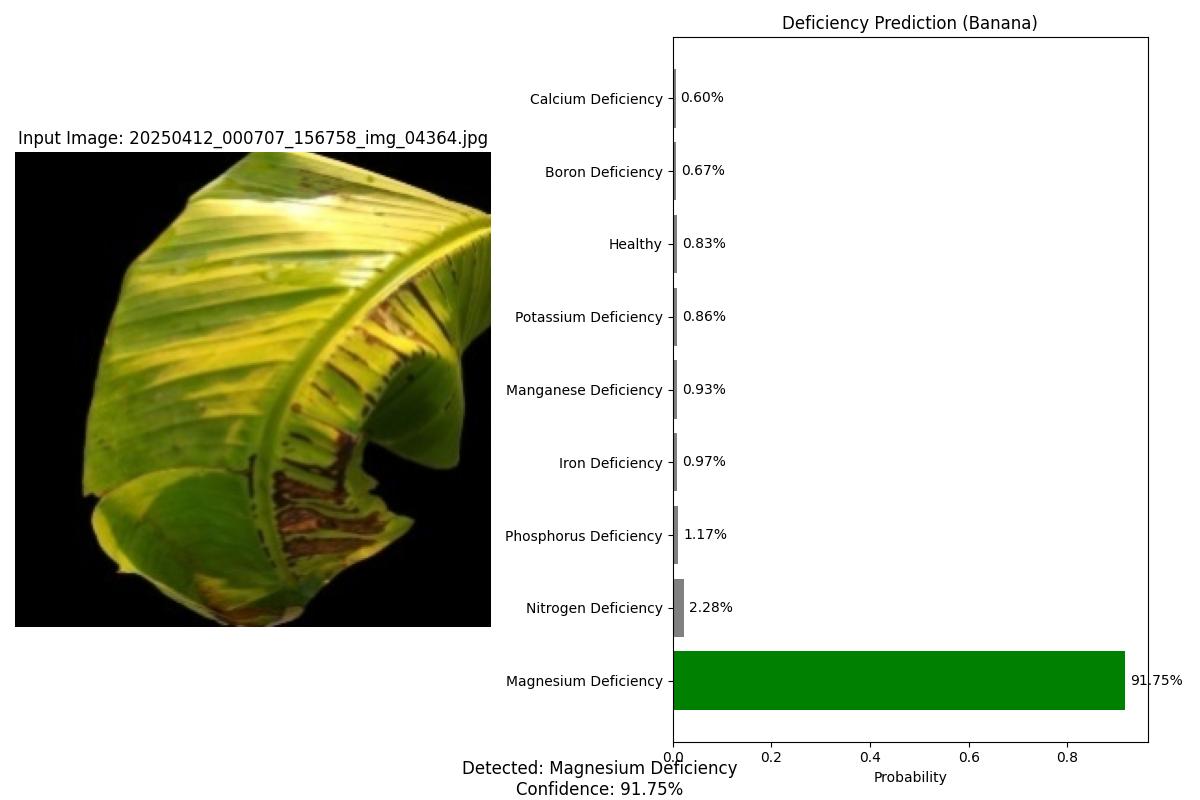 Input Image: 20250412_000707_156758_img_04364.jpg
Deficiency Prediction (Banana)
Calcium Deficiency 0.60%
Boron Deficiency 0.67%
Healthy 0.83%
Potassium Deficiency 0.86%
Manganese Deficiency 0.93%
Iron Deficiency 0.97%
Phosphorus Deficiency 1.17%
Nitrogen Deficiency 2.28%
Magnesium Deficiency 91.75%
0.0 0.2 0.4 0.6 0.8
Probability
Detected: Magnesium Deficiency
Confidence: 91.75%